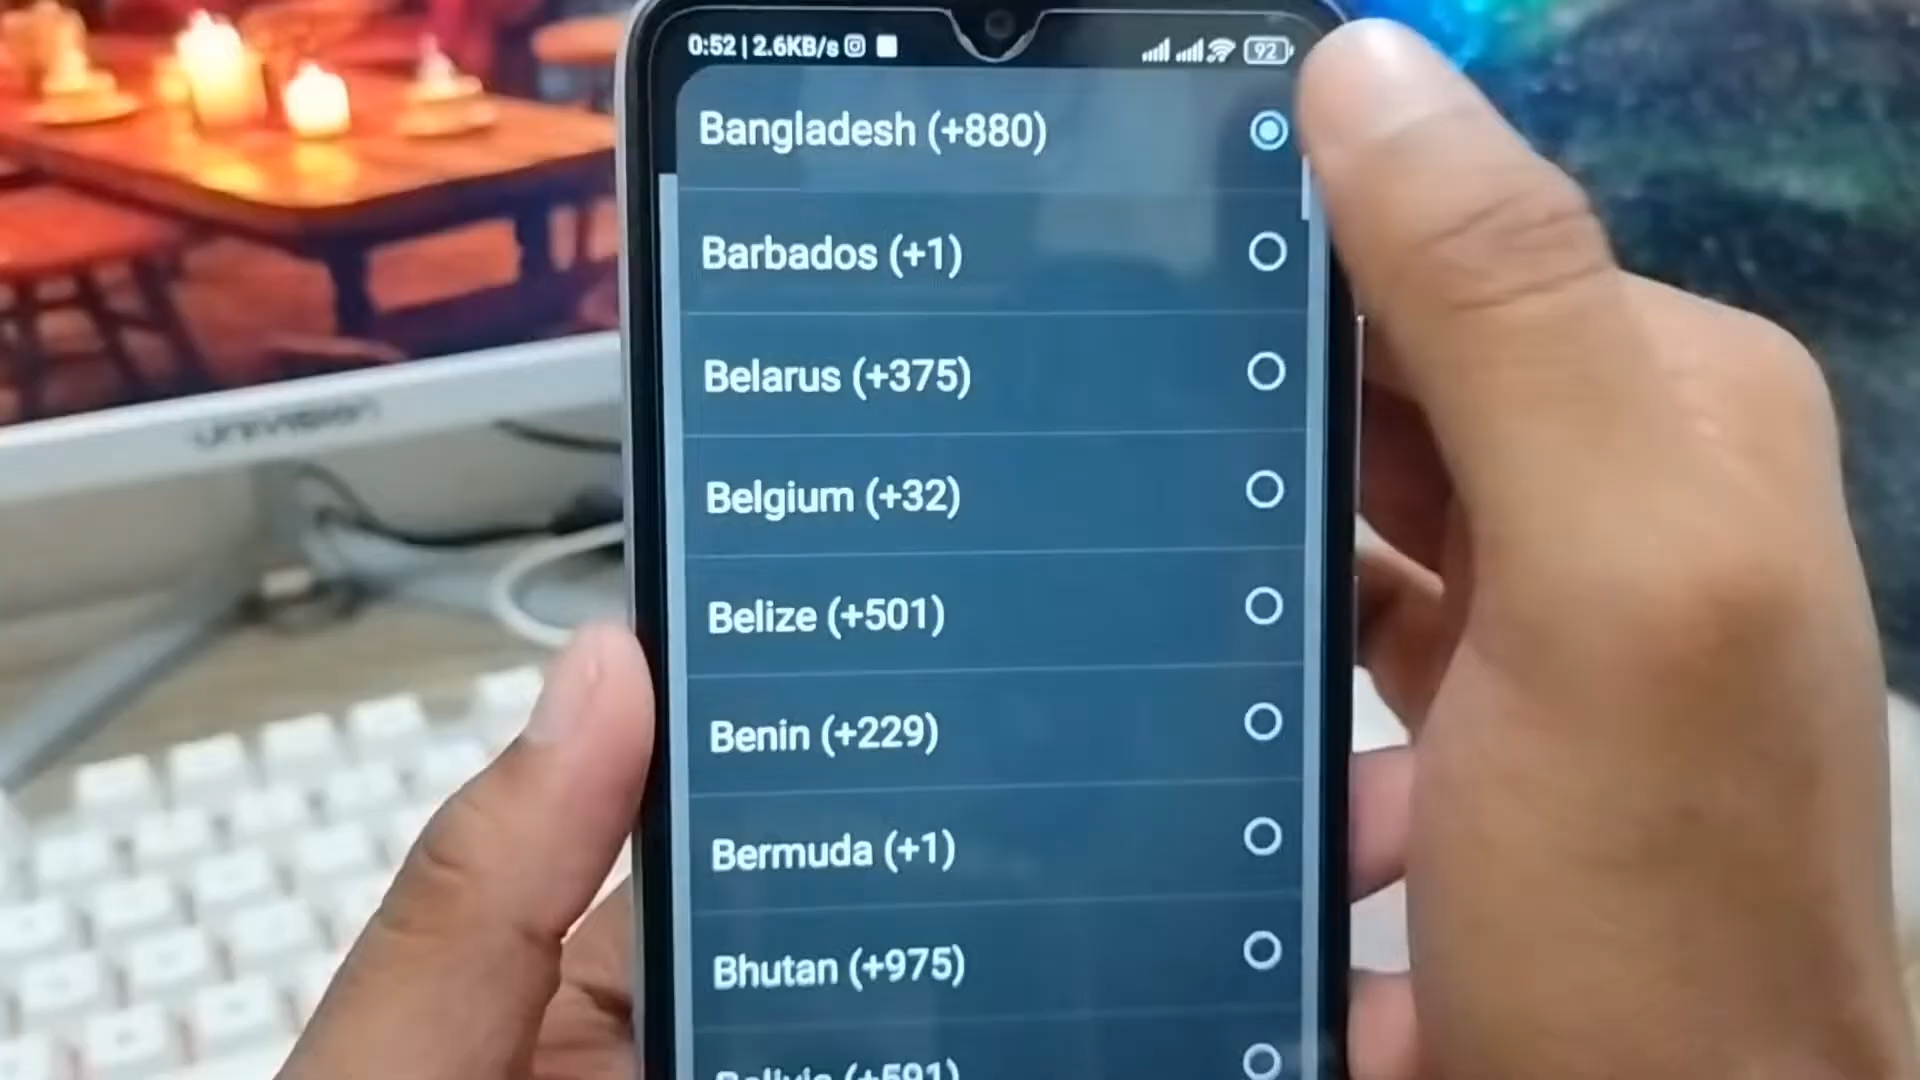 0:52 | 2.6KB/s
92
Bangladesh (+880)
Barbados (+1)
Belarus (+375)
Belgium (+32)
Belize (+501)
Benin (+229)
Bermuda (+1)
Bhutan (+975)
Bolivia (+591)
univision